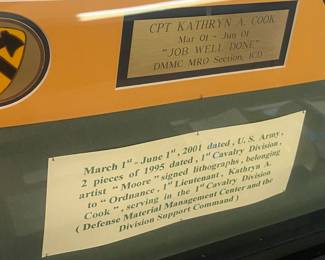 CPT KATHRYN A. COOK
Mar 01 - Jun 01
"JOB WELL DONE"
DMMC MRO Section, 1CD
March 1st - June 1st, 2001 dated, U.S. Army,
2 pieces of 1995 dated, 1st Cavalry Division,
artist "Moore" signed lithographs, belonging
to "Ordnance, 1st Lieutenant, Kathryn A.
Cook", serving in the 1st Cavalry Division
(Defense Material Management Center and the
Division Support Command)